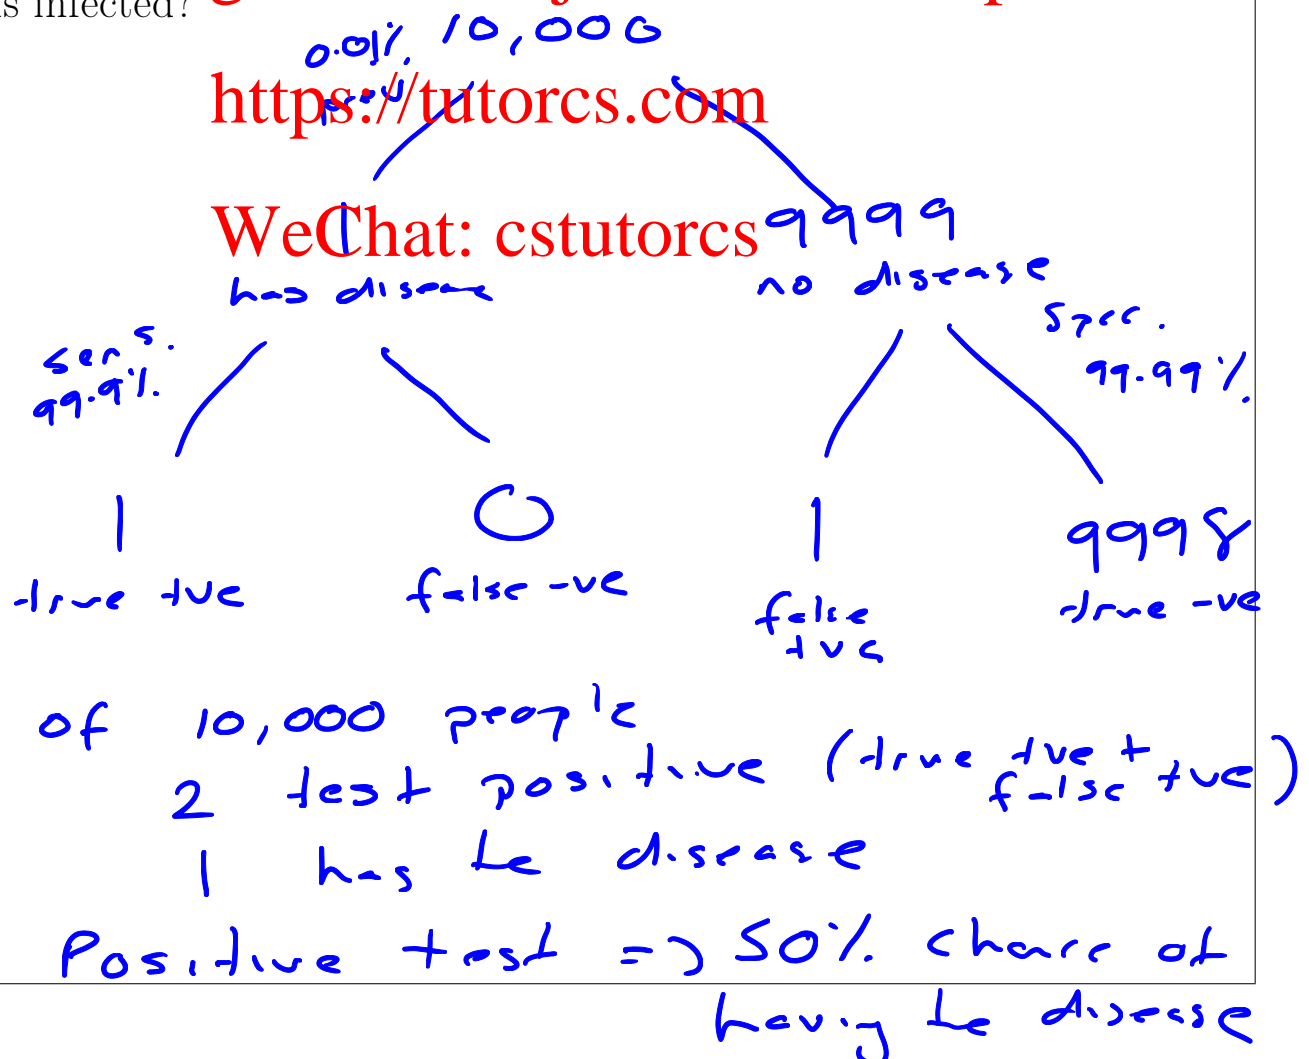 is infected?
0.01% 10,000
https://tutorcs.com
WeChat: cstutorcs
1 9999
has disease no disease
sens. 99.9% spec. 99.99%
1 0 1 9998
true +ve false -ve false +ve true -ve
of 10,000 people
2 test positive (true +ve + false +ve)
1 has the disease
Positive test => 50% chance of
having the disease